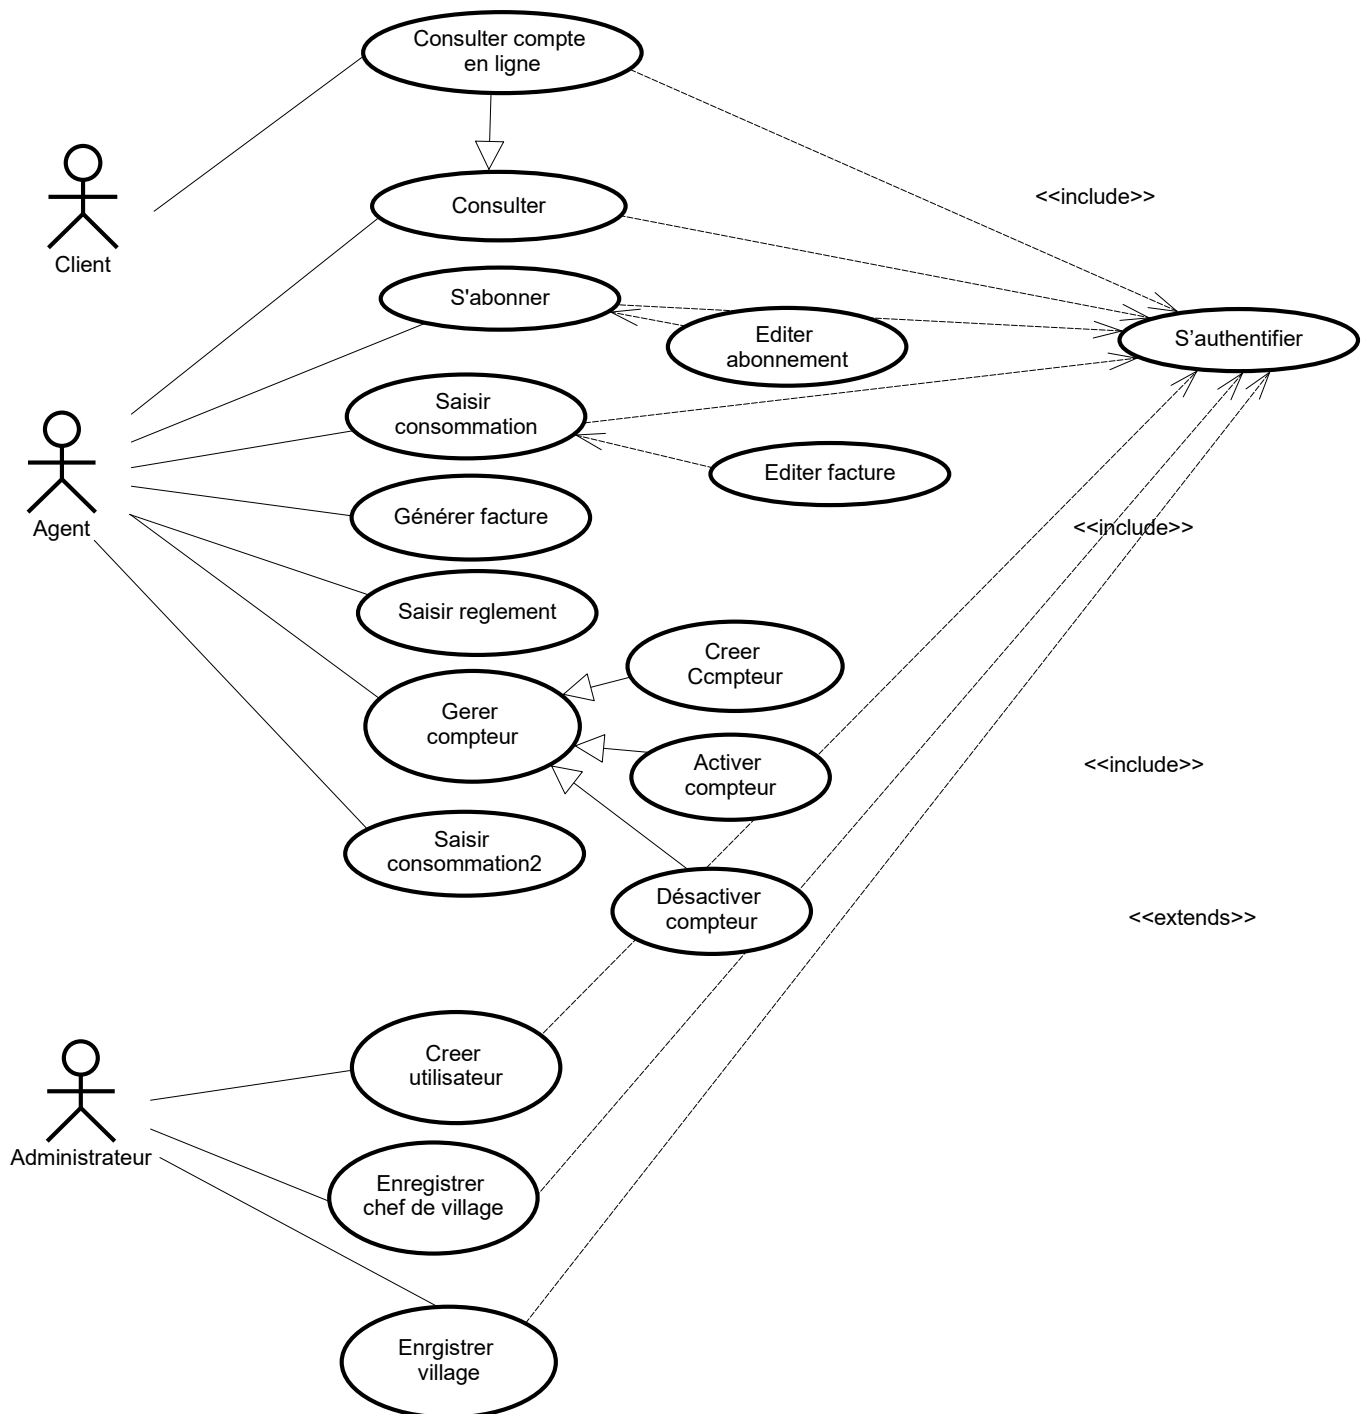 Consulter compte
en ligne
<<include>>
Consulter
Client
S'abonner
Editer
abonnement
S’authentifier
Saisir
consommation
Editer facture
Agent
Générer facture
<<include>>
Saisir reglement
Creer
Ccmpteur
Gerer
compteur
Activer
compteur
<<include>>
Saisir
consommation2
Désactiver
compteur
<<extends>>
Creer
utilisateur
Administrateur
Enregistrer
chef de village
Enrgistrer
village